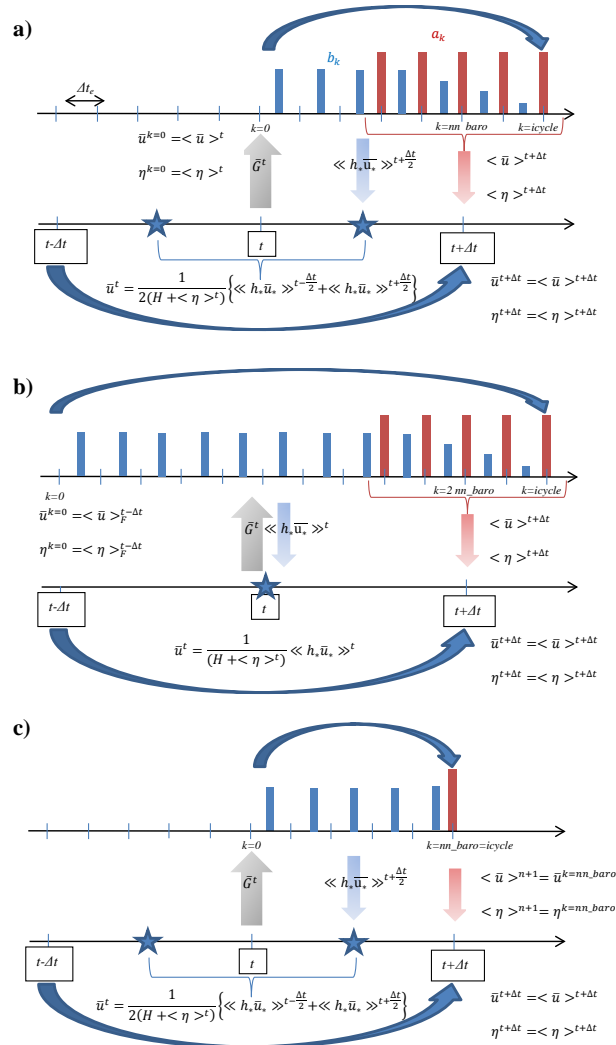 a)
a_k
b_k
Δt_e
k=0
k=nn_baro
k=icycle
ū^{k=0} =< ū >^t
η^{k=0} =< η >^t
Ḡ^t
≪ h_*ū_* ≫^{t+Δt/2}
< ū >^{t+Δt}
< η >^{t+Δt}
t-Δt
t
t+Δt
ū^t = 1/(2(H +< η >^t)) {≪ h_*ū_* ≫^{t−Δt/2}+≪ h_*ū_* ≫^{t+Δt/2}}
ū^{t+Δt} =< ū >^{t+Δt}
η^{t+Δt} =< η >^{t+Δt}
b)
k=0
k=2 nn_baro
k=icycle
ū^{k=0} =< ū >_F^{t−Δt}
η^{k=0} =< η >_F^{t−Δt}
Ḡ^t
≪ h_*ū_* ≫^t
< ū >^{t+Δt}
< η >^{t+Δt}
t-Δt
t
t+Δt
ū^t = 1/((H +< η >^t)) ≪ h_*ū_* ≫^t
ū^{t+Δt} =< ū >^{t+Δt}
η^{t+Δt} =< η >^{t+Δt}
c)
k=0
k=nn_baro=icycle
Ḡ^t
≪ h_*ū_* ≫^{t+Δt/2}
< ū >^{n+1}= ū^{k=nn_baro}
< η >^{n+1}= η^{k=nn_baro}
t-Δt
t
t+Δt
ū^t = 1/(2(H +< η >^t)) {≪ h_*ū_* ≫^{t−Δt/2}+≪ h_*ū_* ≫^{t+Δt/2}}
ū^{t+Δt} =< ū >^{t+Δt}
η^{t+Δt} =< η >^{t+Δt}